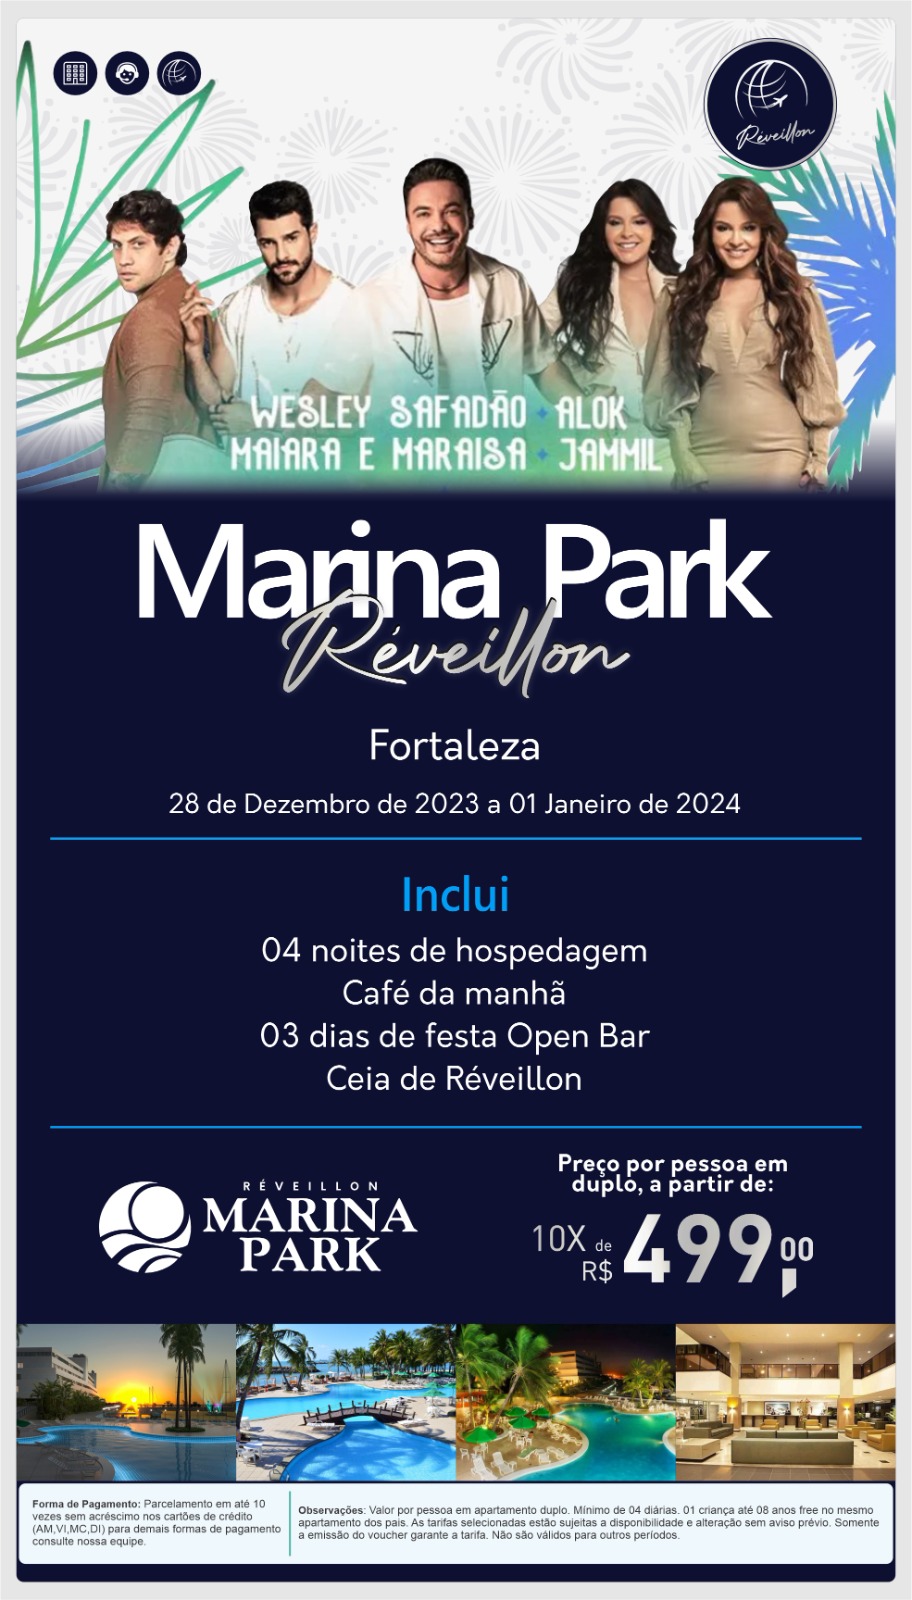 Réveillon
WESLEY SAFADÃO + ALOK
MAIARA E MARAISA + JAMMIL
Marina Park
Réveillon
Fortaleza
28 de Dezembro de 2023 a 01 Janeiro de 2024
Inclui
04 noites de hospedagem
Café da manhã
03 dias de festa Open Bar
Ceia de Réveillon
RÉVEILLON
MARINA
PARK
Preço por pessoa em
duplo, a partir de:
10X de
R$ 499,00
Forma de Pagamento: Parcelamento em até 10
vezes sem acréscimo nos cartões de crédito
(AM,VI,MC,DI) para demais formas de pagamento
consulte nossa equipe.
Observações: Valor por pessoa em apartamento duplo. Mínimo de 04 diárias. 01 criança até 08 anos free no mesmo
apartamento dos pais. As tarifas selecionadas estão sujeitas a disponibilidade e alteração sem aviso prévio. Somente
a emissão do voucher garante a tarifa. Não são válidos para outros períodos.